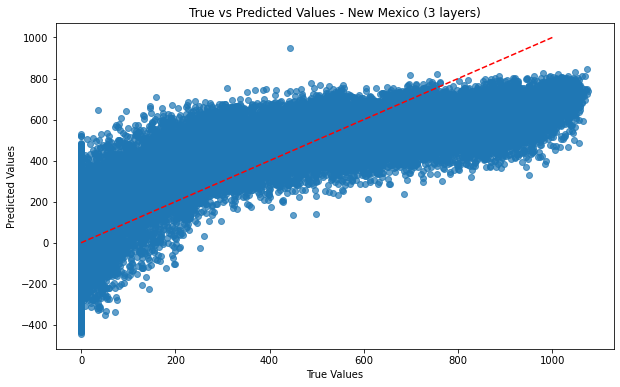 True vs Predicted Values - New Mexico (3 layers)
1000
800
600
400
200
0
−200
−400
Predicted Values
0 200 400 600 800 1000
True Values